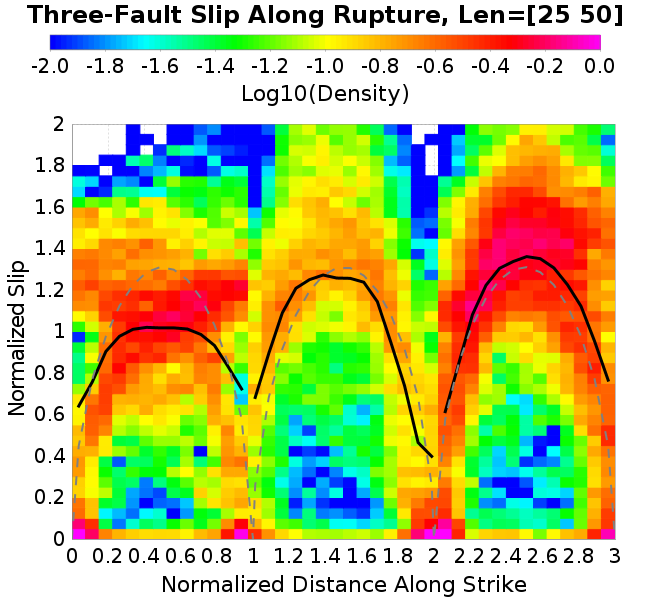 Three-Fault Slip Along Rupture, Len=[25 50]
-2.0 -1.8 -1.6 -1.4 -1.2 -1.0 -0.8 -0.6 -0.4 -0.2 0.0
Log10(Density)
2
1.8
1.6
1.4
1.2
1
0.8
0.6
0.4
0.2
0
Normalized Slip
0 0.2 0.4 0.6 0.8 1 1.2 1.4 1.6 1.8 2 2.2 2.4 2.6 2.8 3
Normalized Distance Along Strike